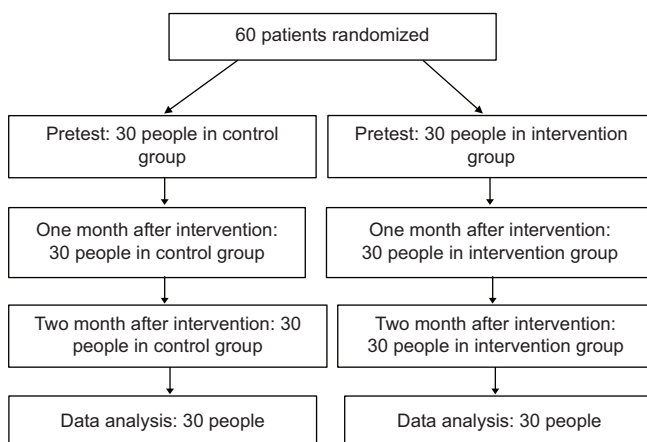 60 patients randomized
Pretest: 30 people in control
group
Pretest: 30 people in intervention
group
One month after intervention:
30 people in control group
One month after intervention:
30 people in intervention group
Two month after intervention: 30
people in control group
Two month after intervention:
30 people in intervention group
Data analysis: 30 people
Data analysis: 30 people